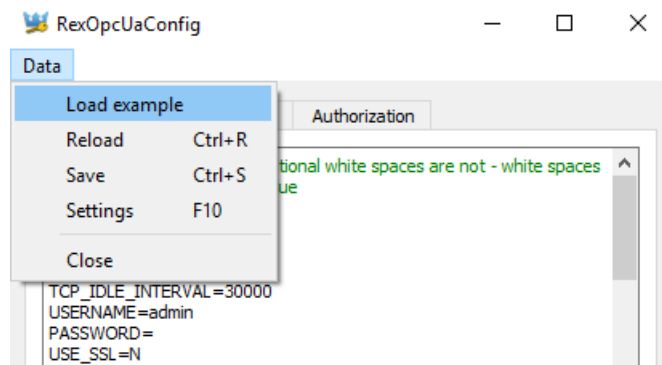 RexOpcUaConfig
Data
Load example
Reload Ctrl+R
Save Ctrl+S
Settings F10
Close
Authorization
tional white spaces are not - white spaces
ue
TCP_IDLE_INTERVAL=30000
USERNAME=admin
PASSWORD=
USE_SSL=N